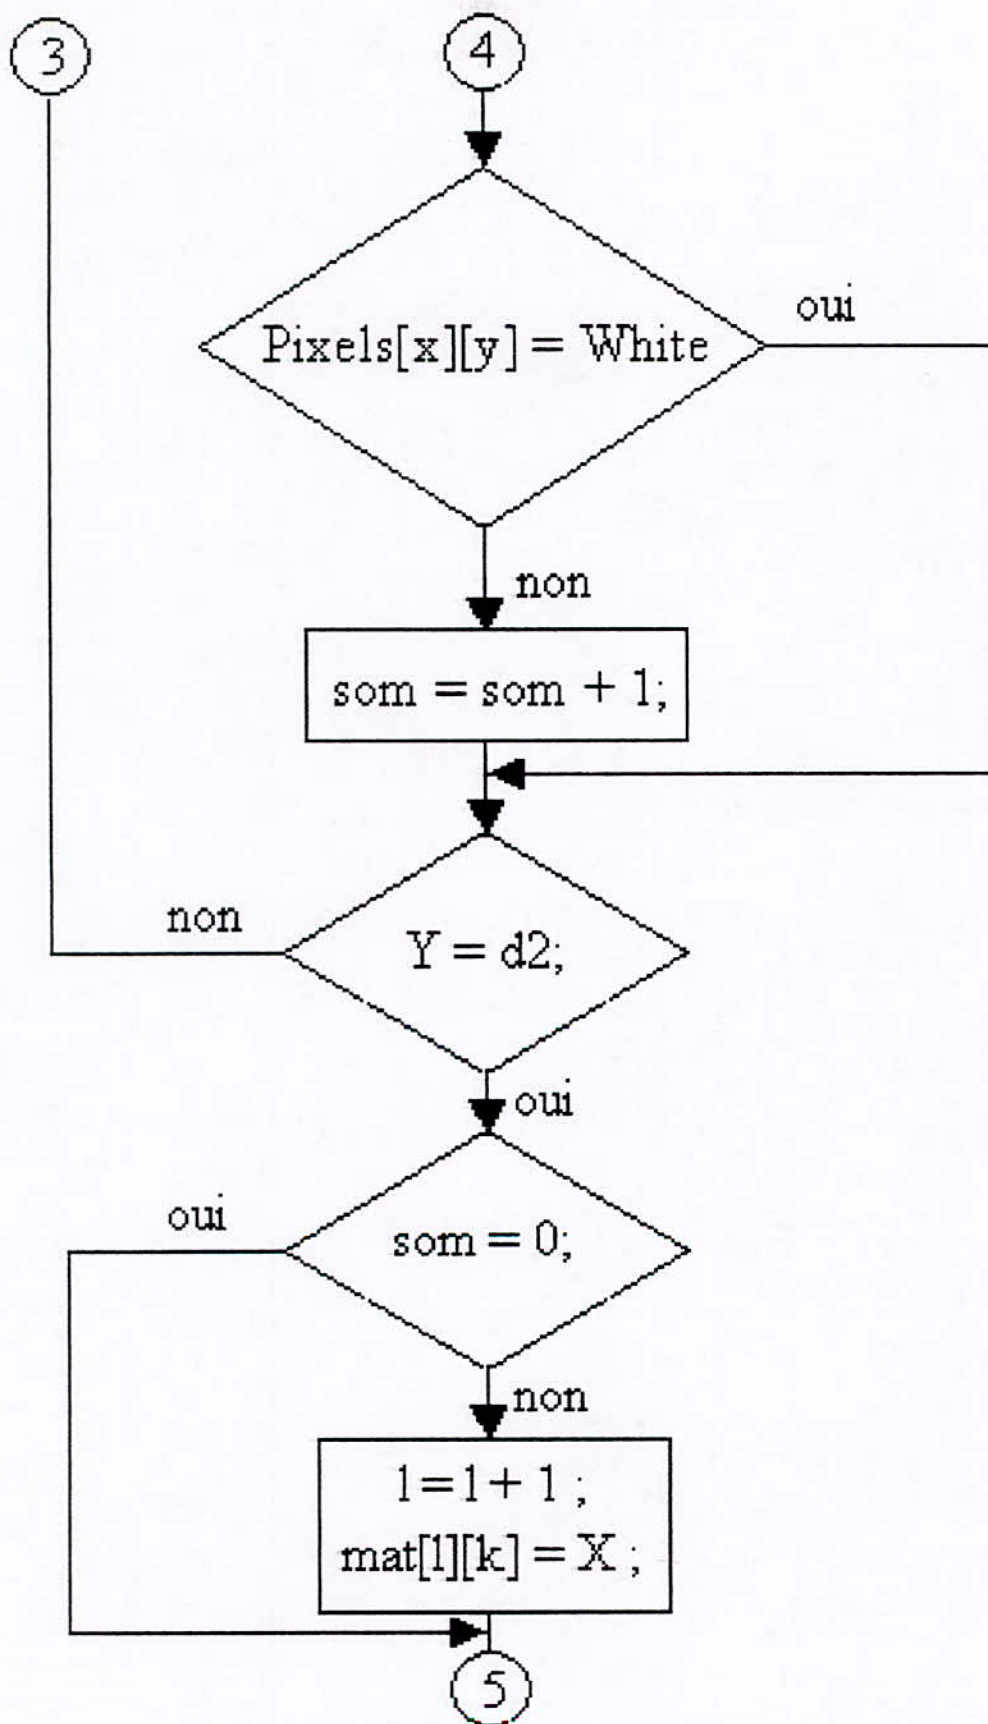 3
4
Pixels[x][y] = White
oui
non
som = som + 1;
non
Y = d2;
oui
oui
som = 0;
non
l=l+1 ;
mat[l][k] = X ;
5